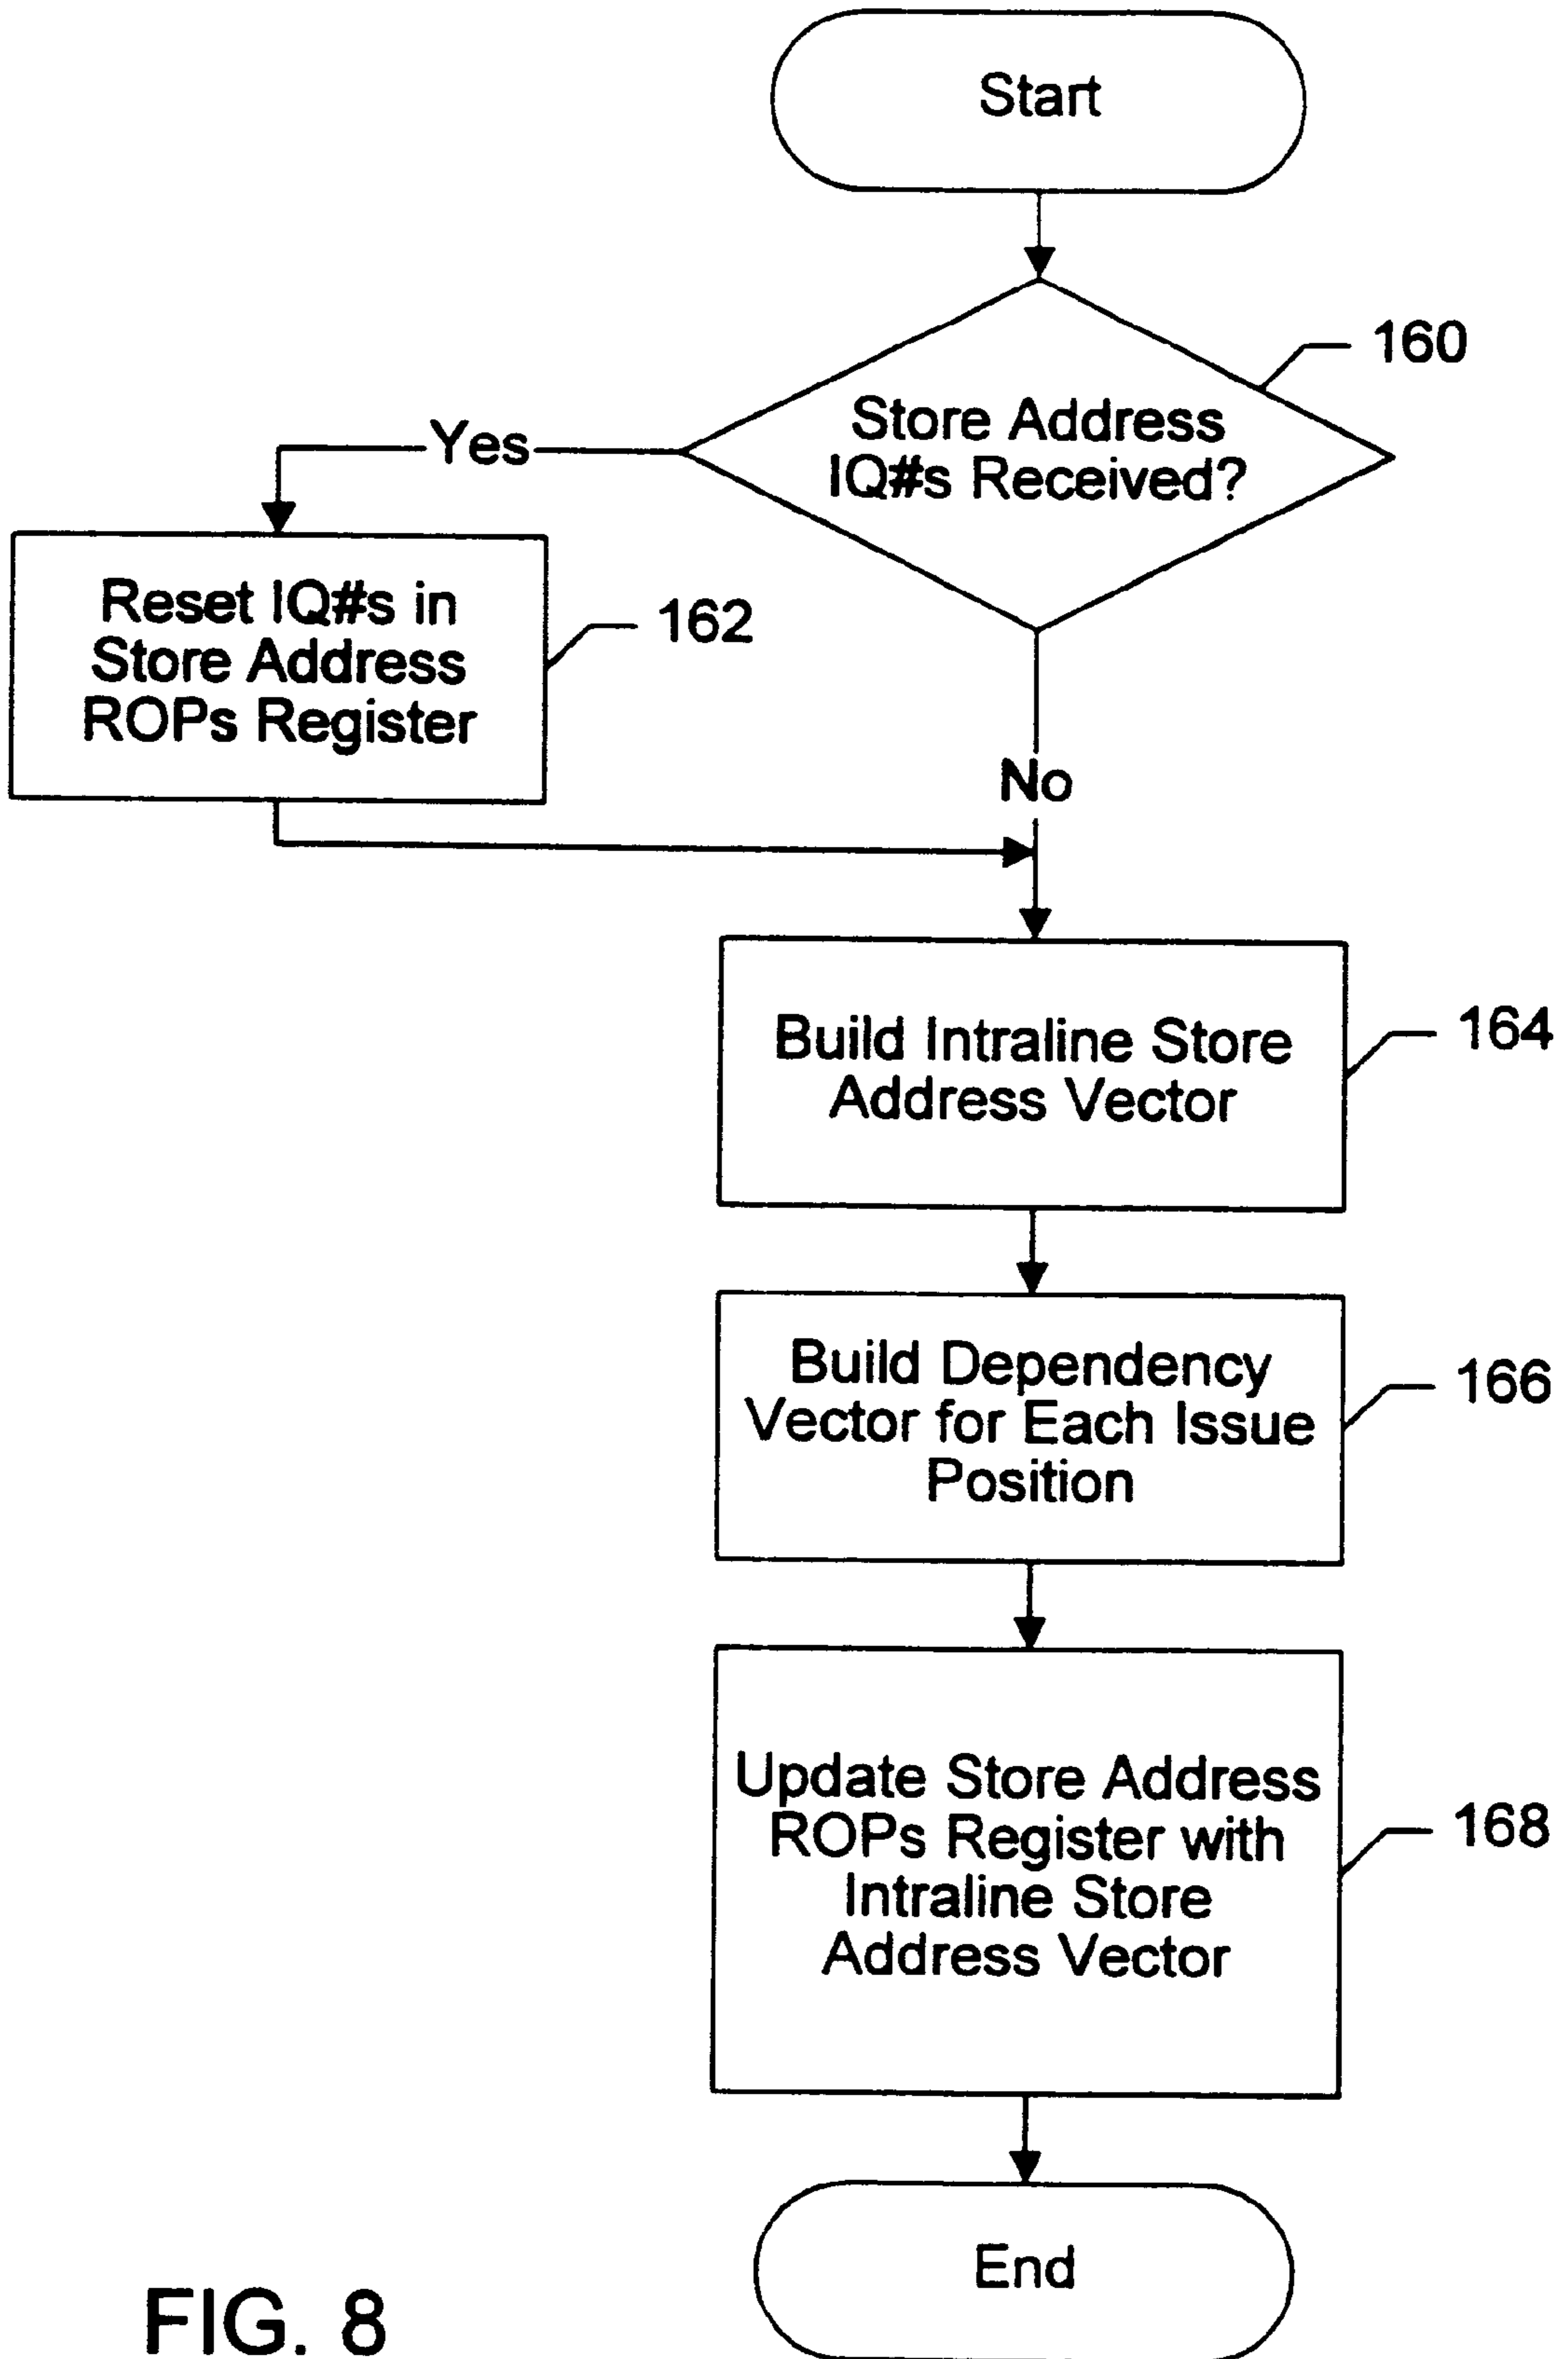 Start
160
Store Address
IQ#s Received?
Yes
Reset IQ#s in
Store Address
ROPs Register
162
No
Build Intraline Store
Address Vector
164
Build Dependency
Vector for Each Issue
Position
166
Update Store Address
ROPs Register with
Intraline Store
Address Vector
168
End
FIG. 8